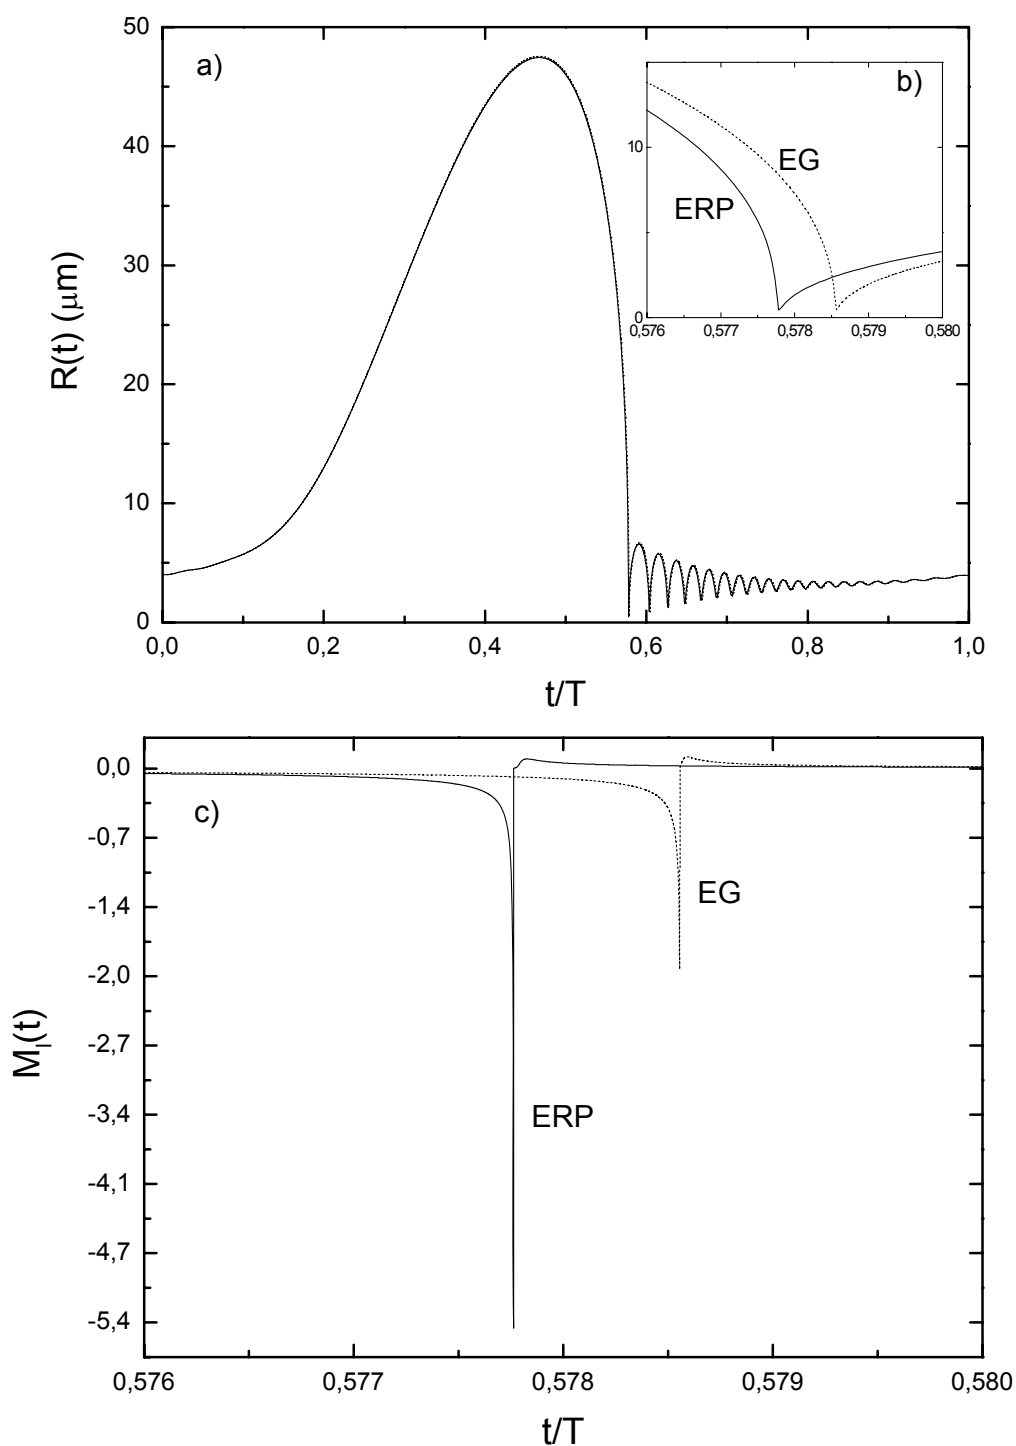 50
a)
b)
40
10
EG
ERP
R(t) (μm)
30
0
0,576 0,577 0,578 0,579 0,580
20
10
0
0,0 0,2 0,4 0,6 0,8 1,0
t/T
0,0
c)
-0,7
EG
-1,4
-2,0
M_l(t)
-2,7
ERP
-3,4
-4,1
-4,7
-5,4
0,576 0,577 0,578 0,579 0,580
t/T